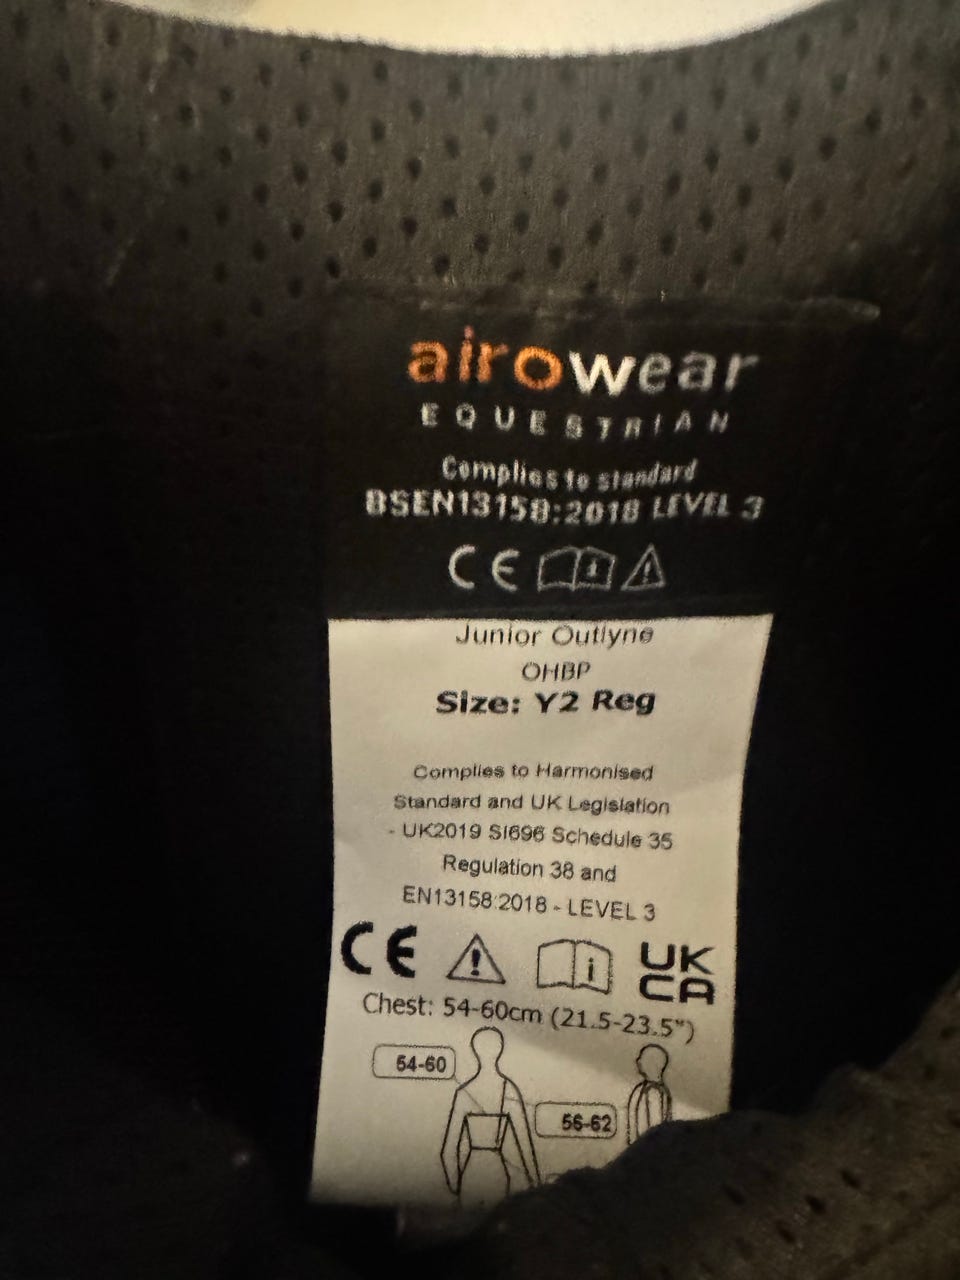 airowear
EQUESTRIAN
Complies to standard
BSEN13158:2018 LEVEL 3
CE
Junior Outlyne
OHBP
Size: Y2 Reg
Complies to Harmonised
Standard and UK Legislation
- UK2019 SI696 Schedule 35
Regulation 38 and
EN13158:2018 - LEVEL 3
CE ! i UK
CA
Chest: 54-60cm (21.5-23.5")
54-60
56-62